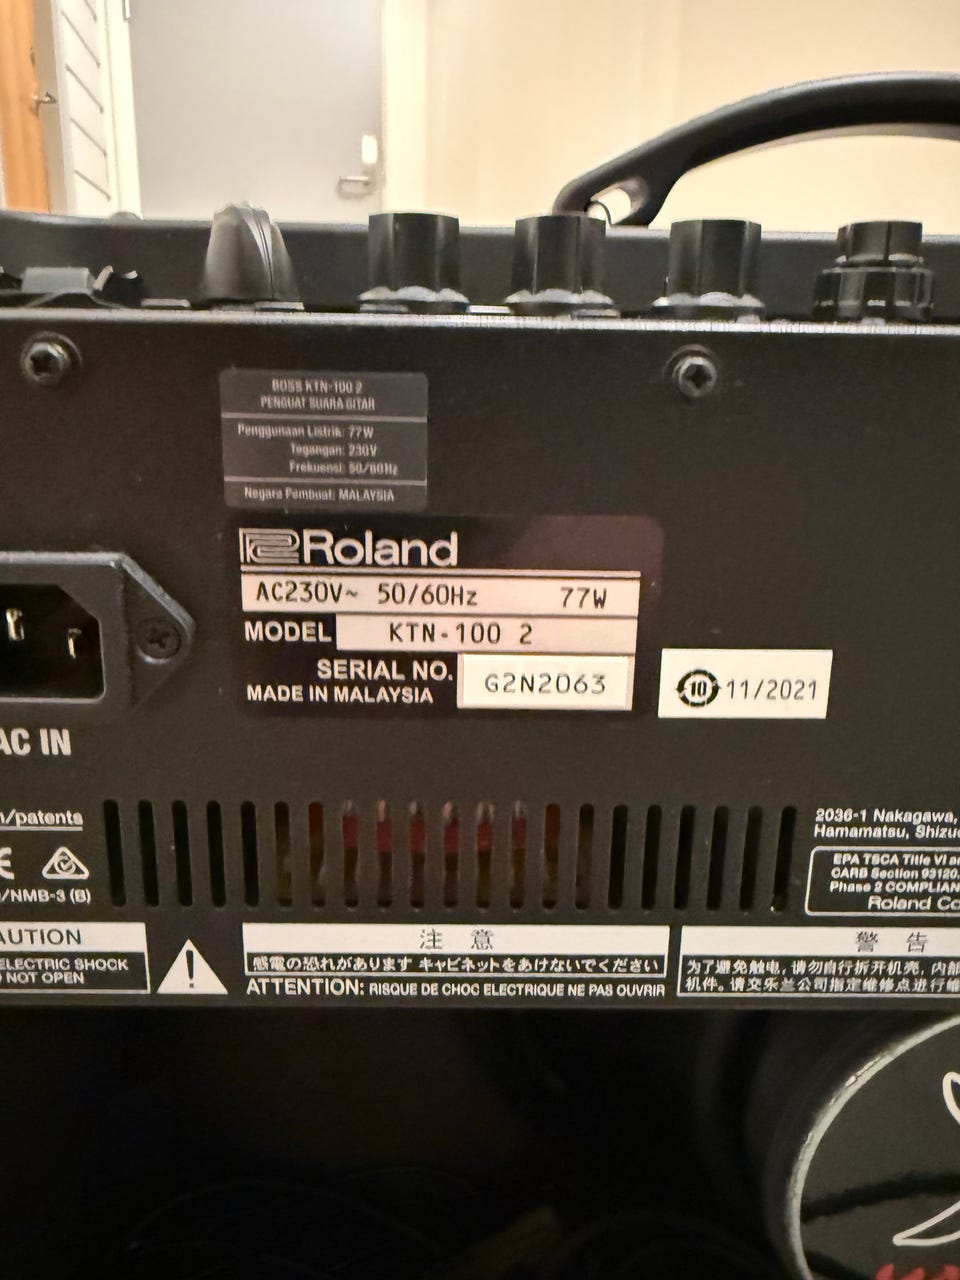 BOSS KTN-100 2
PENGUAT SUARA GITAR
Penggunaan Listrik: 77W
Tegangan: 230V
Frekuensi: 50/60Hz
Negara Pembuat: MALAYSIA
Roland
AC230V~ 50/60Hz 77W
MODEL KTN-100 2
SERIAL NO. G2N2063
MADE IN MALAYSIA
10 11/2021
AC IN
/patents
/NMB-3 (B)
2036-1 Nakagawa,
Hamamatsu,
EPA TSCA Title VI
CARB Section 93120.
Phase 2
Roland
AUTION
ELECTRIC SHOCK
NOT OPEN
注意
感電の恐れがあります キャビネットをあけないでください
ATTENTION: RISQUE DE CHOC ELECTRIQUE NE PAS OUVRIR
警告
为了避免触电,请勿自行拆开机壳,内部
机件。请交乐兰公司指定维修点进行维